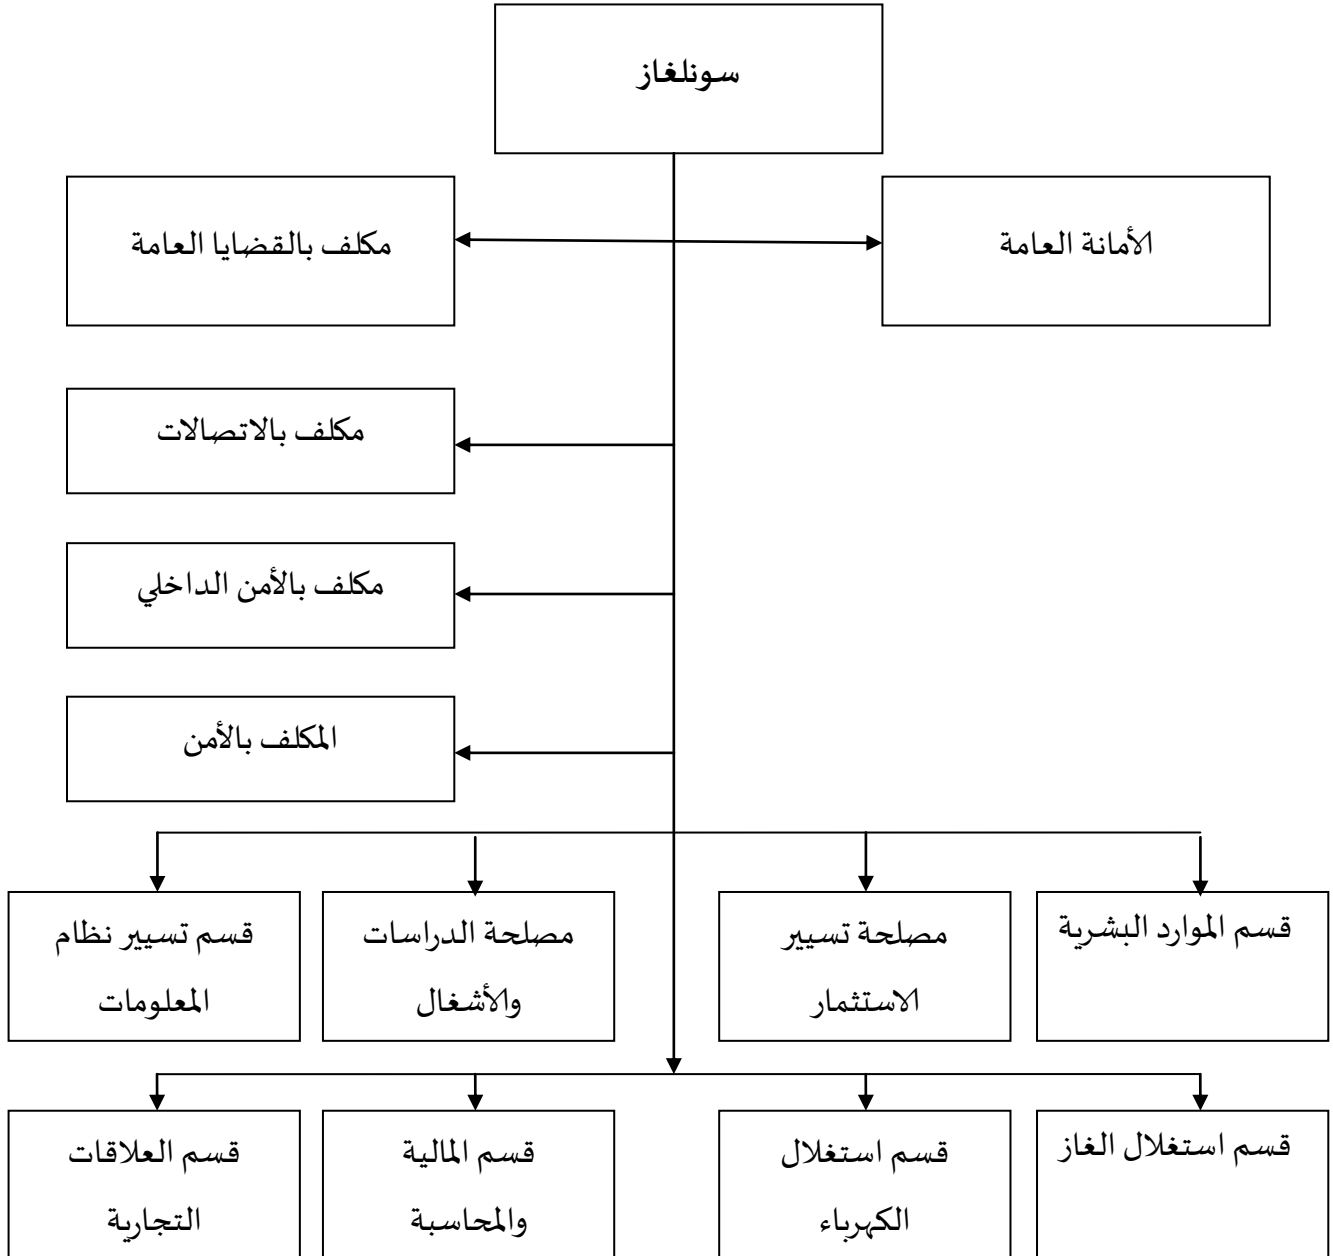 سونلغاز
الأمانة العامة
مكلف بالقضايا العامة
مكلف بالاتصالات
مكلف بالأمن الداخلي
المكلف بالأمن
قسم الموارد البشرية
مصلحة تسيير
الاستثمار
مصلحة الدراسات
والأشغال
قسم تسيير نظام
المعلومات
قسم استغلال الغاز
قسم استغلال
الكهرباء
قسم المالية
والمحاسبة
قسم العلاقات
التجارية